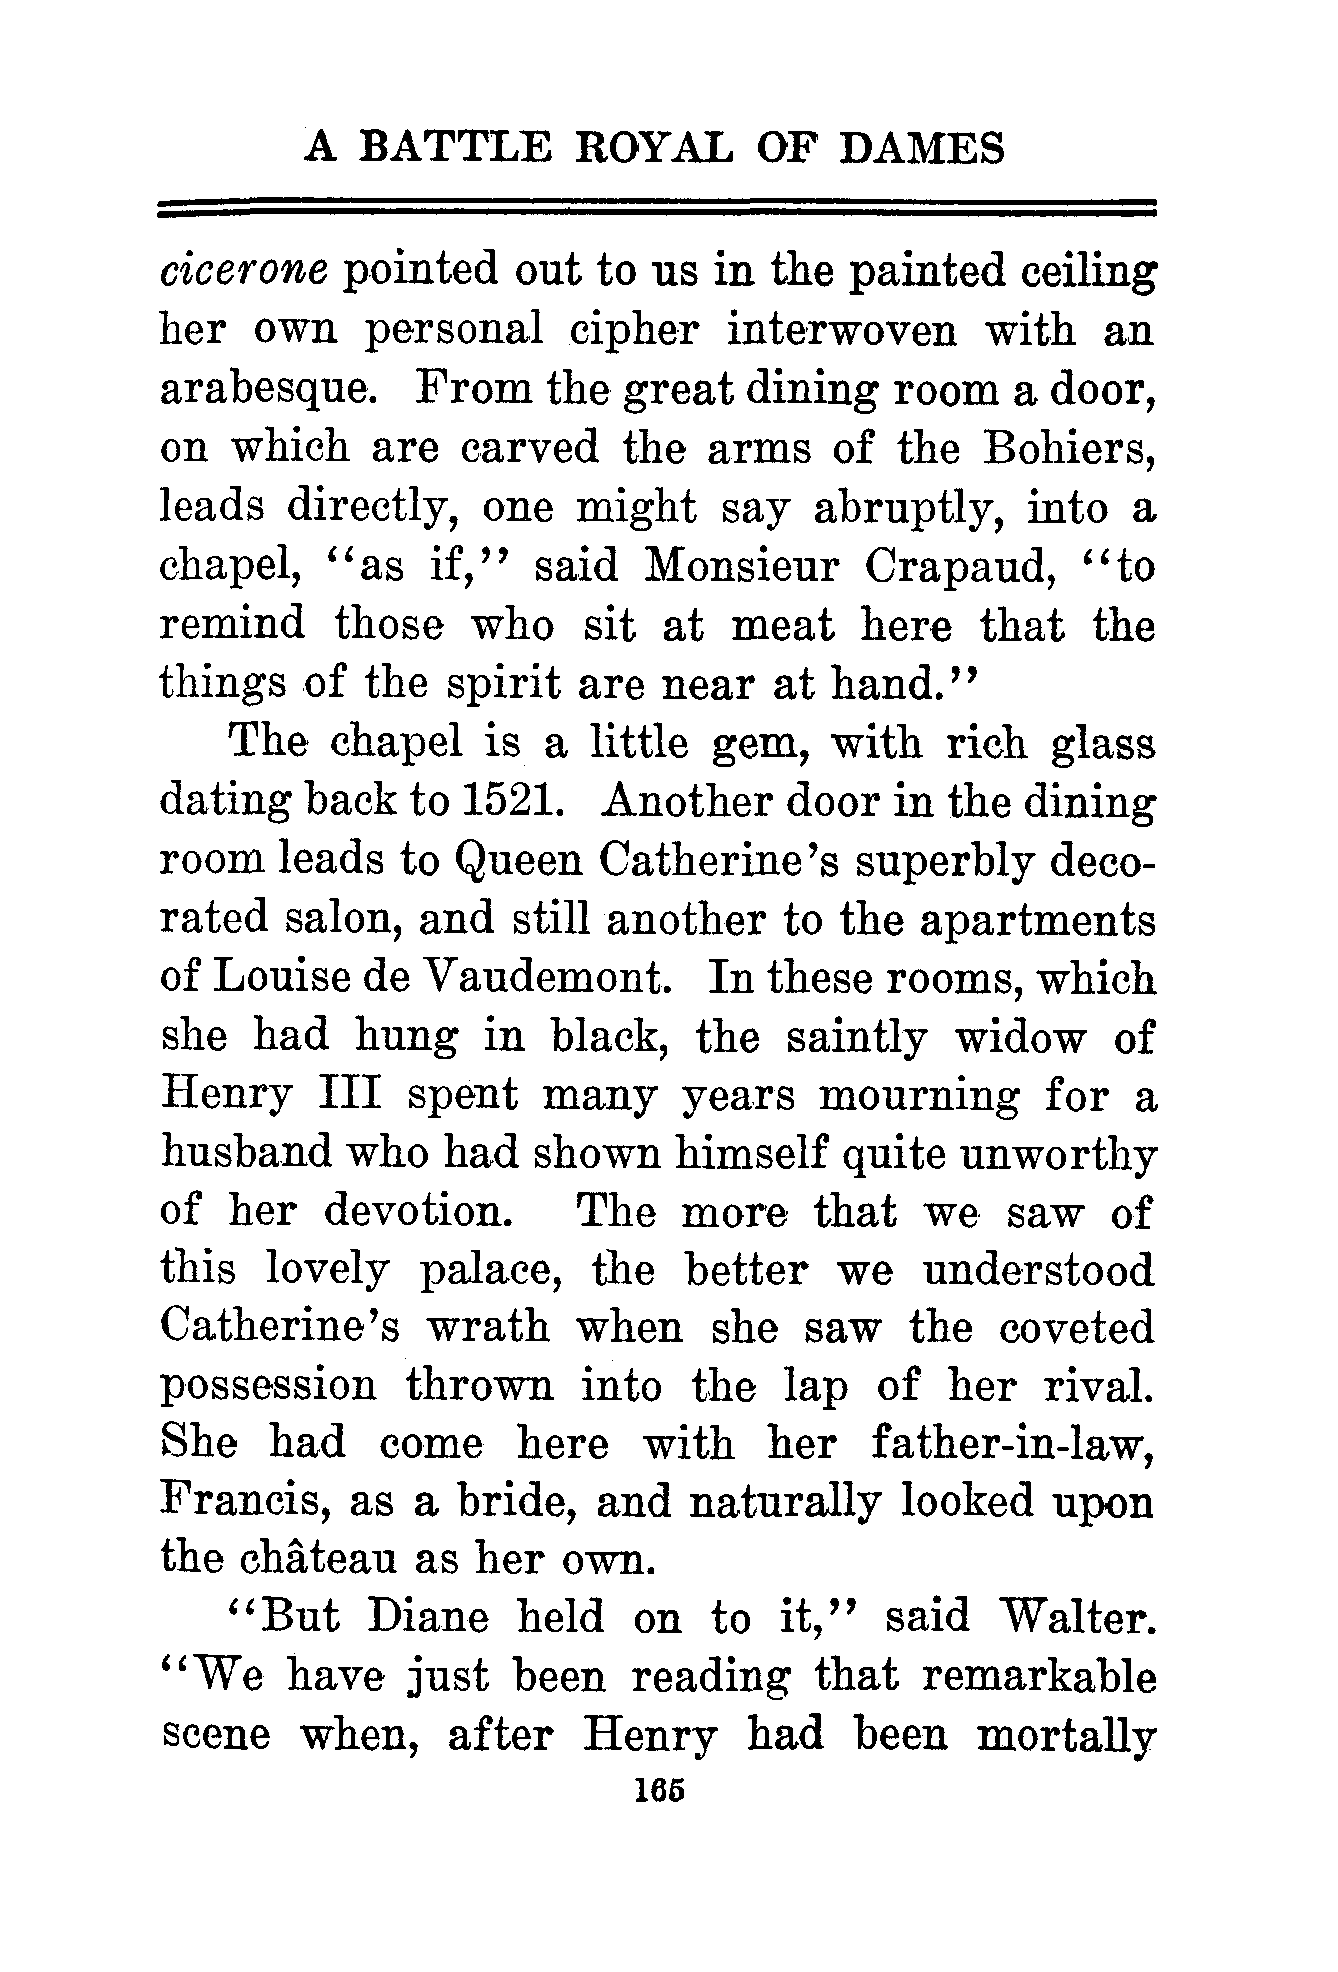 A BATTLE ROYAL OF DAMES
cicerone pointed out to us in the painted ceiling
her own personal cipher interwoven with an
arabesque. From the great dining room a door,
on which are carved the arms of the Bohiers,
leads directly, one might say abruptly, into a
chapel, "as if," said Monsieur Crapaud, "to
remind those who sit at meat here that the
things of the spirit are near at hand."
The chapel is a little gem, with rich glass
dating back to 1521. Another door in the dining
room leads to Queen Catherine's superbly deco-
rated salon, and still another to the apartments
of Louise de Vaudemont. In these rooms, which
she had hung in black, the saintly widow of
Henry III spent many years mourning for a
husband who had shown himself quite unworthy
of her devotion. The more that we saw of
this lovely palace, the better we understood
Catherine's wrath when she saw the coveted
possession thrown into the lap of her rival.
She had come here with her father-in-law,
Francis, as a bride, and naturally looked upon
the château as her own.
"But Diane held on to it," said Walter.
"We have just been reading that remarkable
scene when, after Henry had been mortally
165